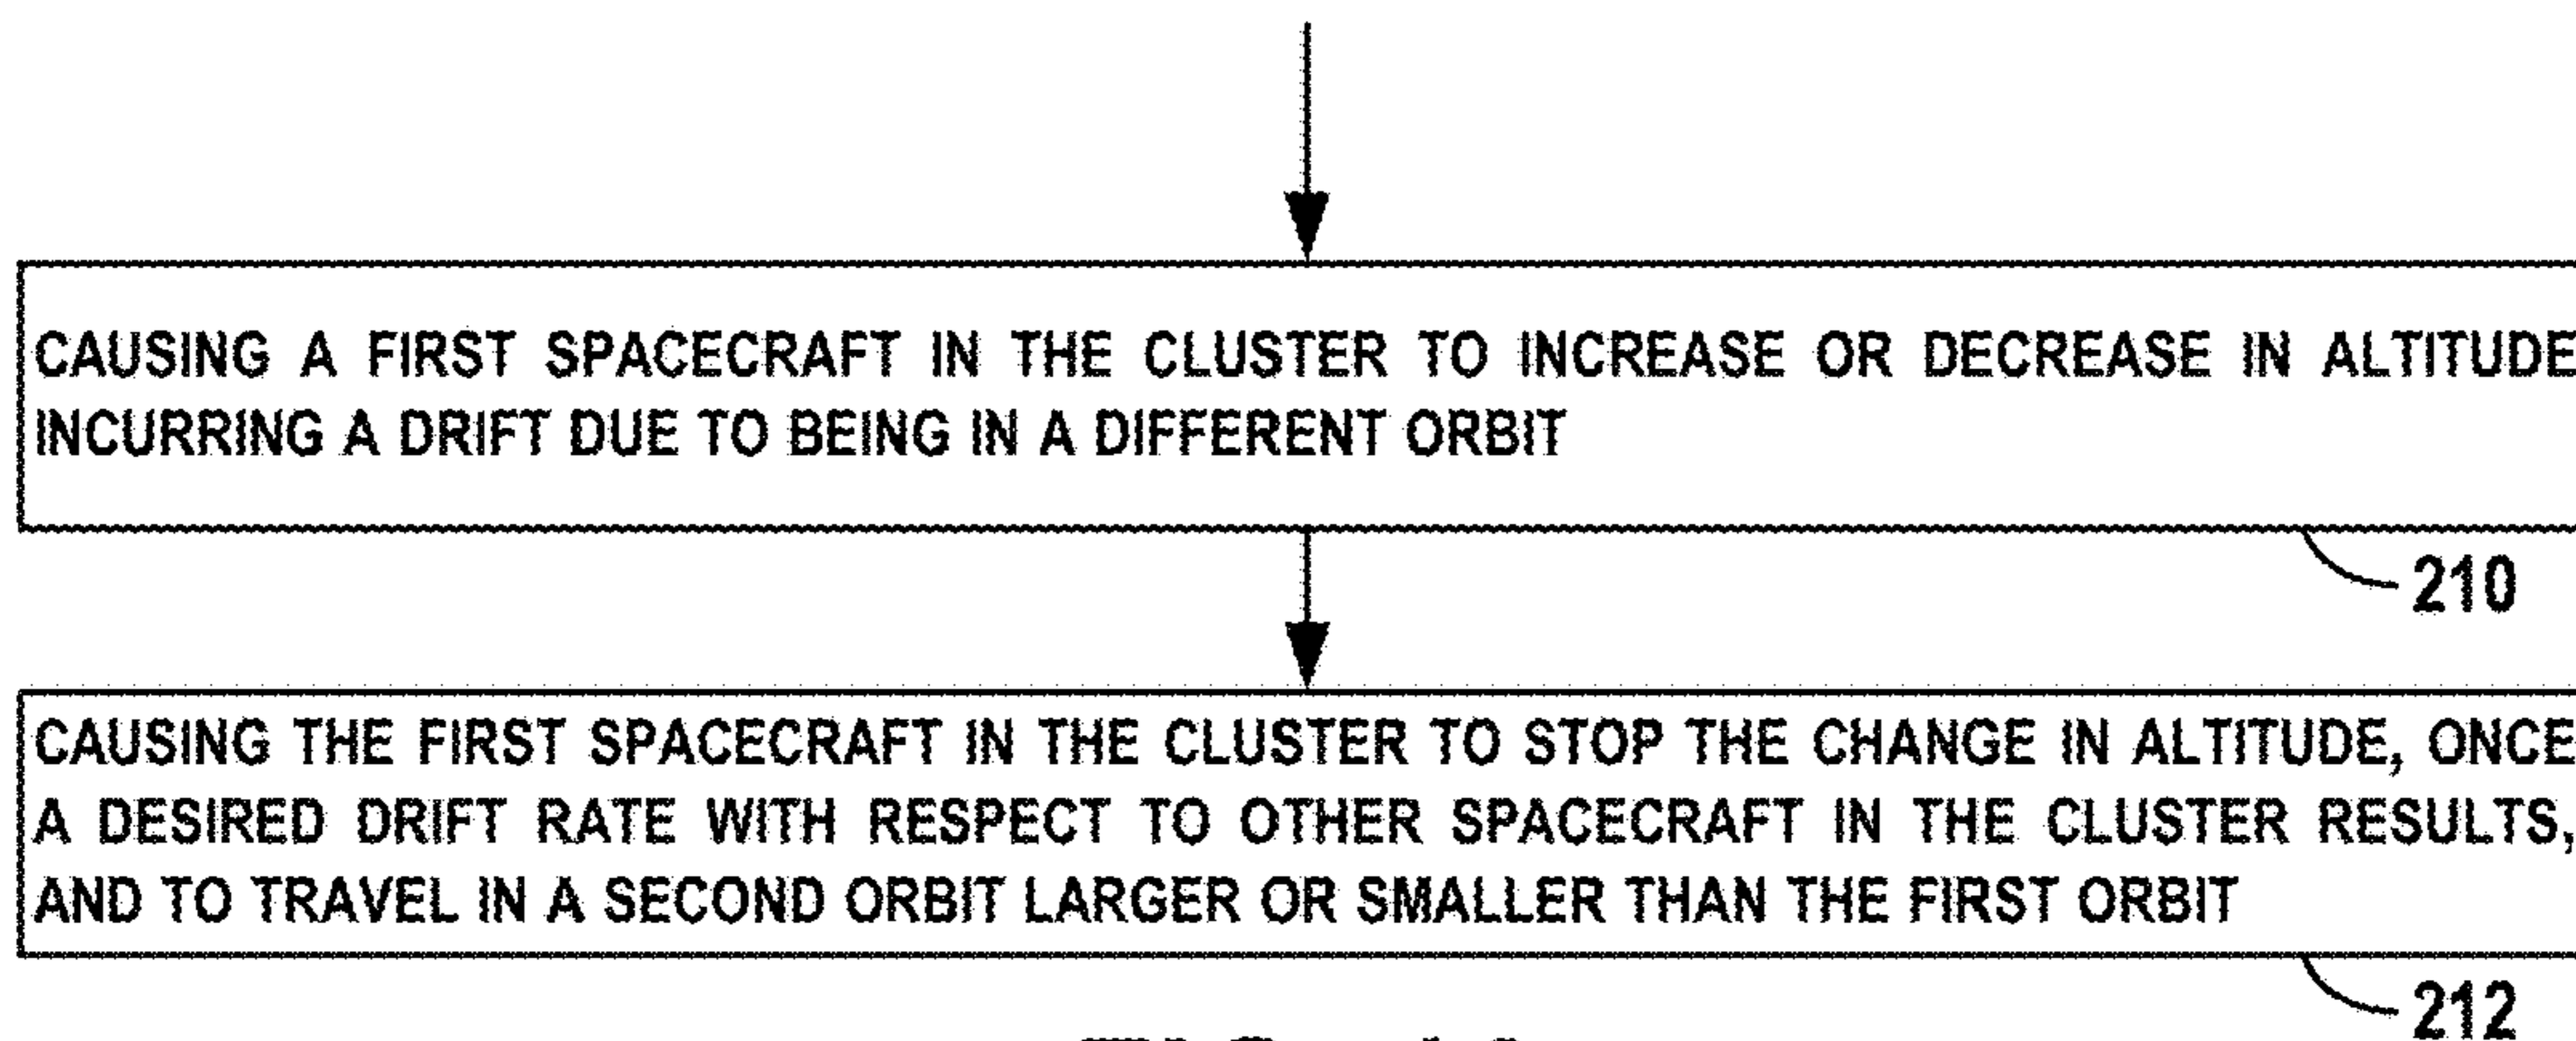 CAUSING A FIRST SPACECRAFT IN THE CLUSTER TO INCREASE OR DECREASE IN ALTITUDE
INCURRING A DRIFT DUE TO BEING IN A DIFFERENT ORBIT
210
CAUSING THE FIRST SPACECRAFT IN THE CLUSTER TO STOP THE CHANGE IN ALTITUDE, ONCE
A DESIRED DRIFT RATE WITH RESPECT TO OTHER SPACECRAFT IN THE CLUSTER RESULTS,
AND TO TRAVEL IN A SECOND ORBIT LARGER OR SMALLER THAN THE FIRST ORBIT
212